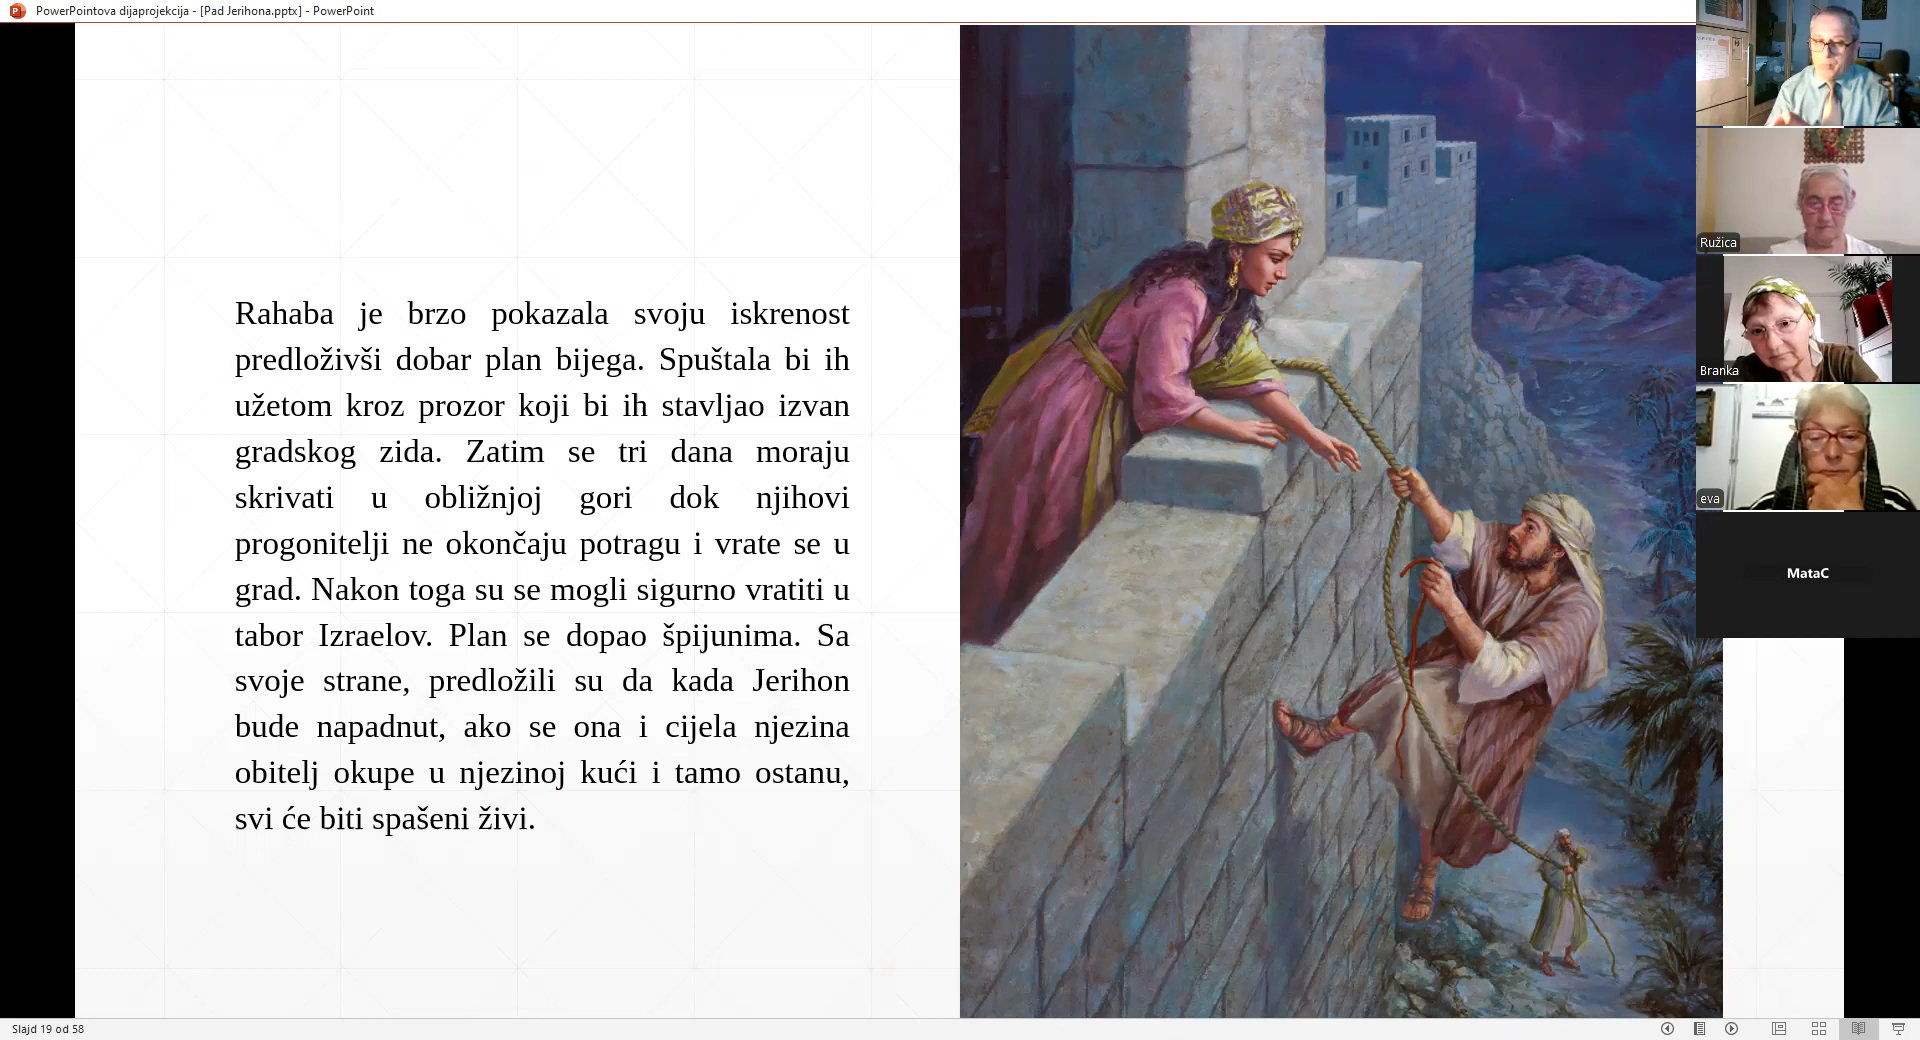 PowerPointova dijaprojekcija - [Pad Jerihona.pptx] - PowerPoint
Rahaba je brzo pokazala svoju iskrenost
predloživši dobar plan bijega. Spuštala bi ih
užetom kroz prozor koji bi ih stavljao izvan
gradskog zida. Zatim se tri dana moraju
skrivati u obližnjoj gori dok njihovi
progonitelji ne okončaju potragu i vrate se u
grad. Nakon toga su se mogli sigurno vratiti u
tabor Izraelov. Plan se dopao špijunima. Sa
svoje strane, predložili su da kada Jerihon
bude napadnut, ako se ona i cijela njezina
obitelj okupe u njezinoj kući i tamo ostanu,
svi će biti spašeni živi.
Ružica
Branka
eva
MataC
Slajd 19 od 58